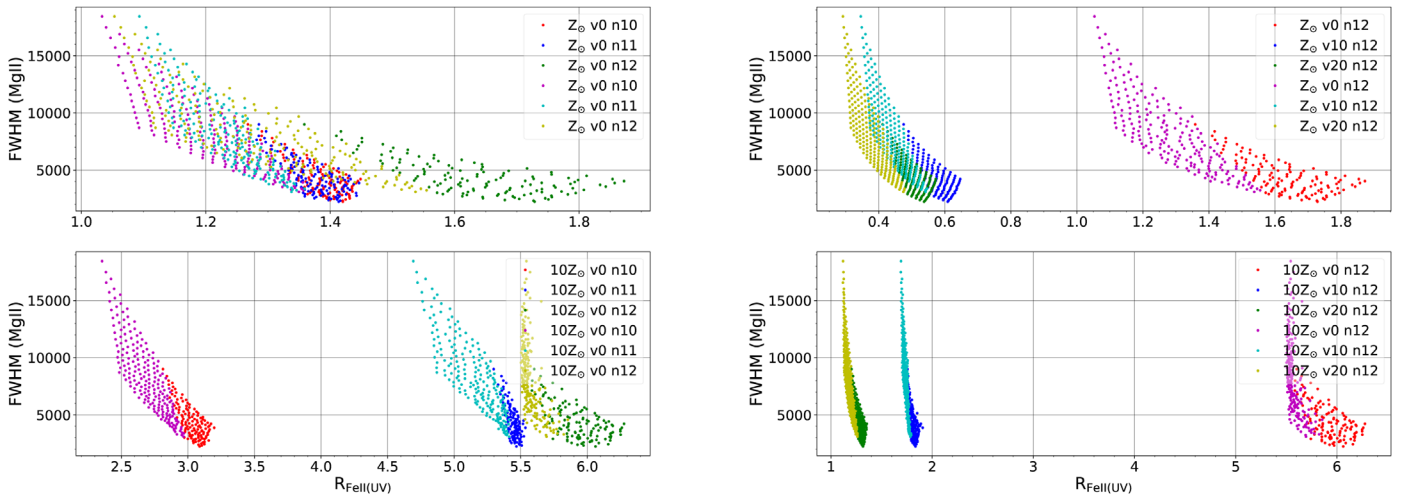 FWHM (MgII)
15000
10000
5000
Z☉ v0 n10
Z☉ v0 n11
Z☉ v0 n12
Z☉ v0 n10
Z☉ v0 n11
Z☉ v0 n12
1.0 1.2 1.4 1.6 1.8
FWHM (MgII)
15000
10000
5000
Z☉ v0 n12
Z☉ v10 n12
Z☉ v20 n12
Z☉ v0 n12
Z☉ v10 n12
Z☉ v20 n12
0.4 0.6 0.8 1.0 1.2 1.4 1.6 1.8
FWHM (MgII)
15000
10000
5000
10Z☉ v0 n10
10Z☉ v0 n11
10Z☉ v0 n12
10Z☉ v0 n10
10Z☉ v0 n11
10Z☉ v0 n12
2.5 3.0 3.5 4.0 4.5 5.0 5.5 6.0
RFeII(UV)
FWHM (MgII)
15000
10000
5000
10Z☉ v0 n12
10Z☉ v10 n12
10Z☉ v20 n12
10Z☉ v0 n12
10Z☉ v10 n12
10Z☉ v20 n12
1 2 3 4 5 6
RFeII(UV)